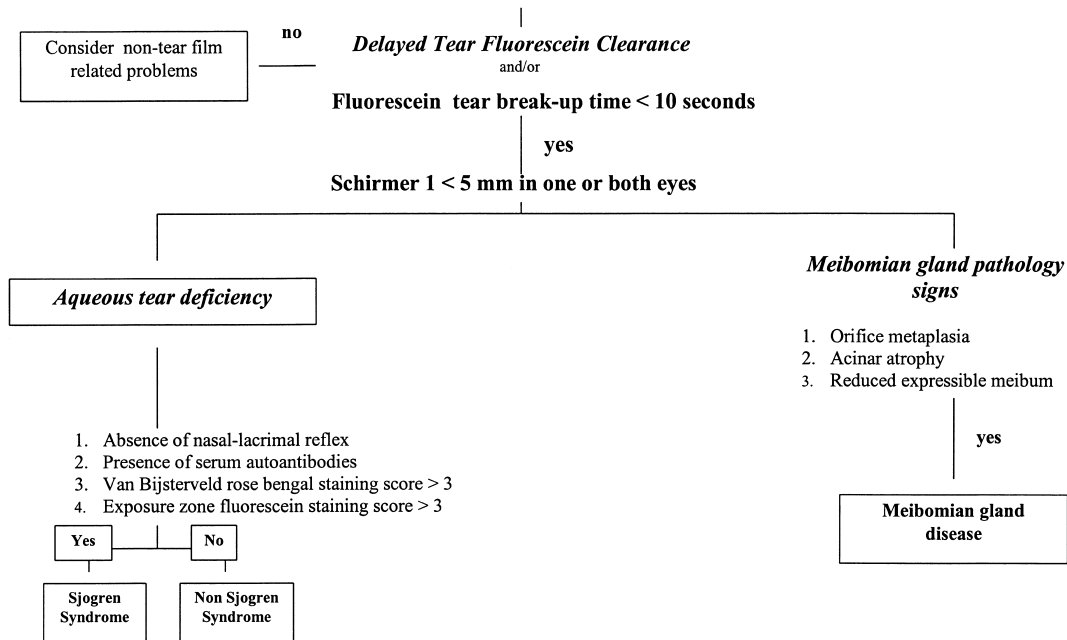 no
Consider non-tear film
related problems
Delayed Tear Fluorescein Clearance
and/or
Fluorescein tear break-up time < 10 seconds
yes
Schirmer 1 < 5 mm in one or both eyes
Aqueous tear deficiency
Meibomian gland pathology
signs
1. Orifice metaplasia
2. Acinar atrophy
3. Reduced expressible meibum
1. Absence of nasal-lacrimal reflex
2. Presence of serum autoantibodies
3. Van Bijsterveld rose bengal staining score > 3
4. Exposure zone fluorescein staining score > 3
yes
Meibomian gland
disease
Yes
No
Sjogren
Syndrome
Non Sjogren
Syndrome